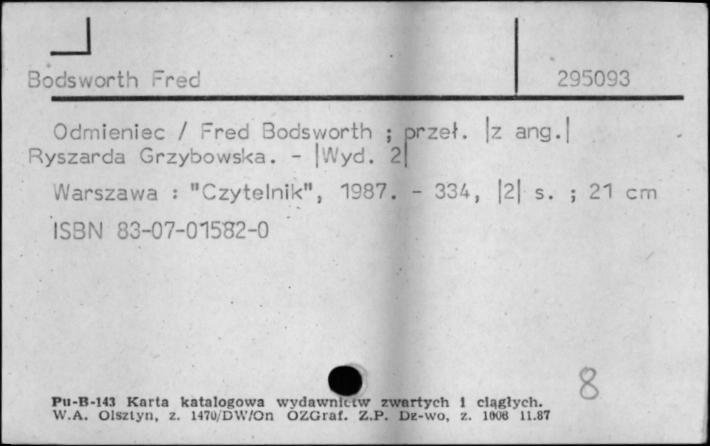 Bodsworth Fred 295093
Odmieniec / Fred Bodsworth ; przeł. |z ang.|
Ryszarda Grzybowska. - |Wyd. 2|
Warszawa : "Czytelnik", 1987. - 334, |2| s. ; 21 cm
ISBN 83-07-01582-0
8
Pu-B-143 Karta katalogowa wydawnictw zwartych i ciągłych.
W.A. Olsztyn, z. 1470/DW/On OZGraf. Z.P. Dz-wo, z. 1006 11.87